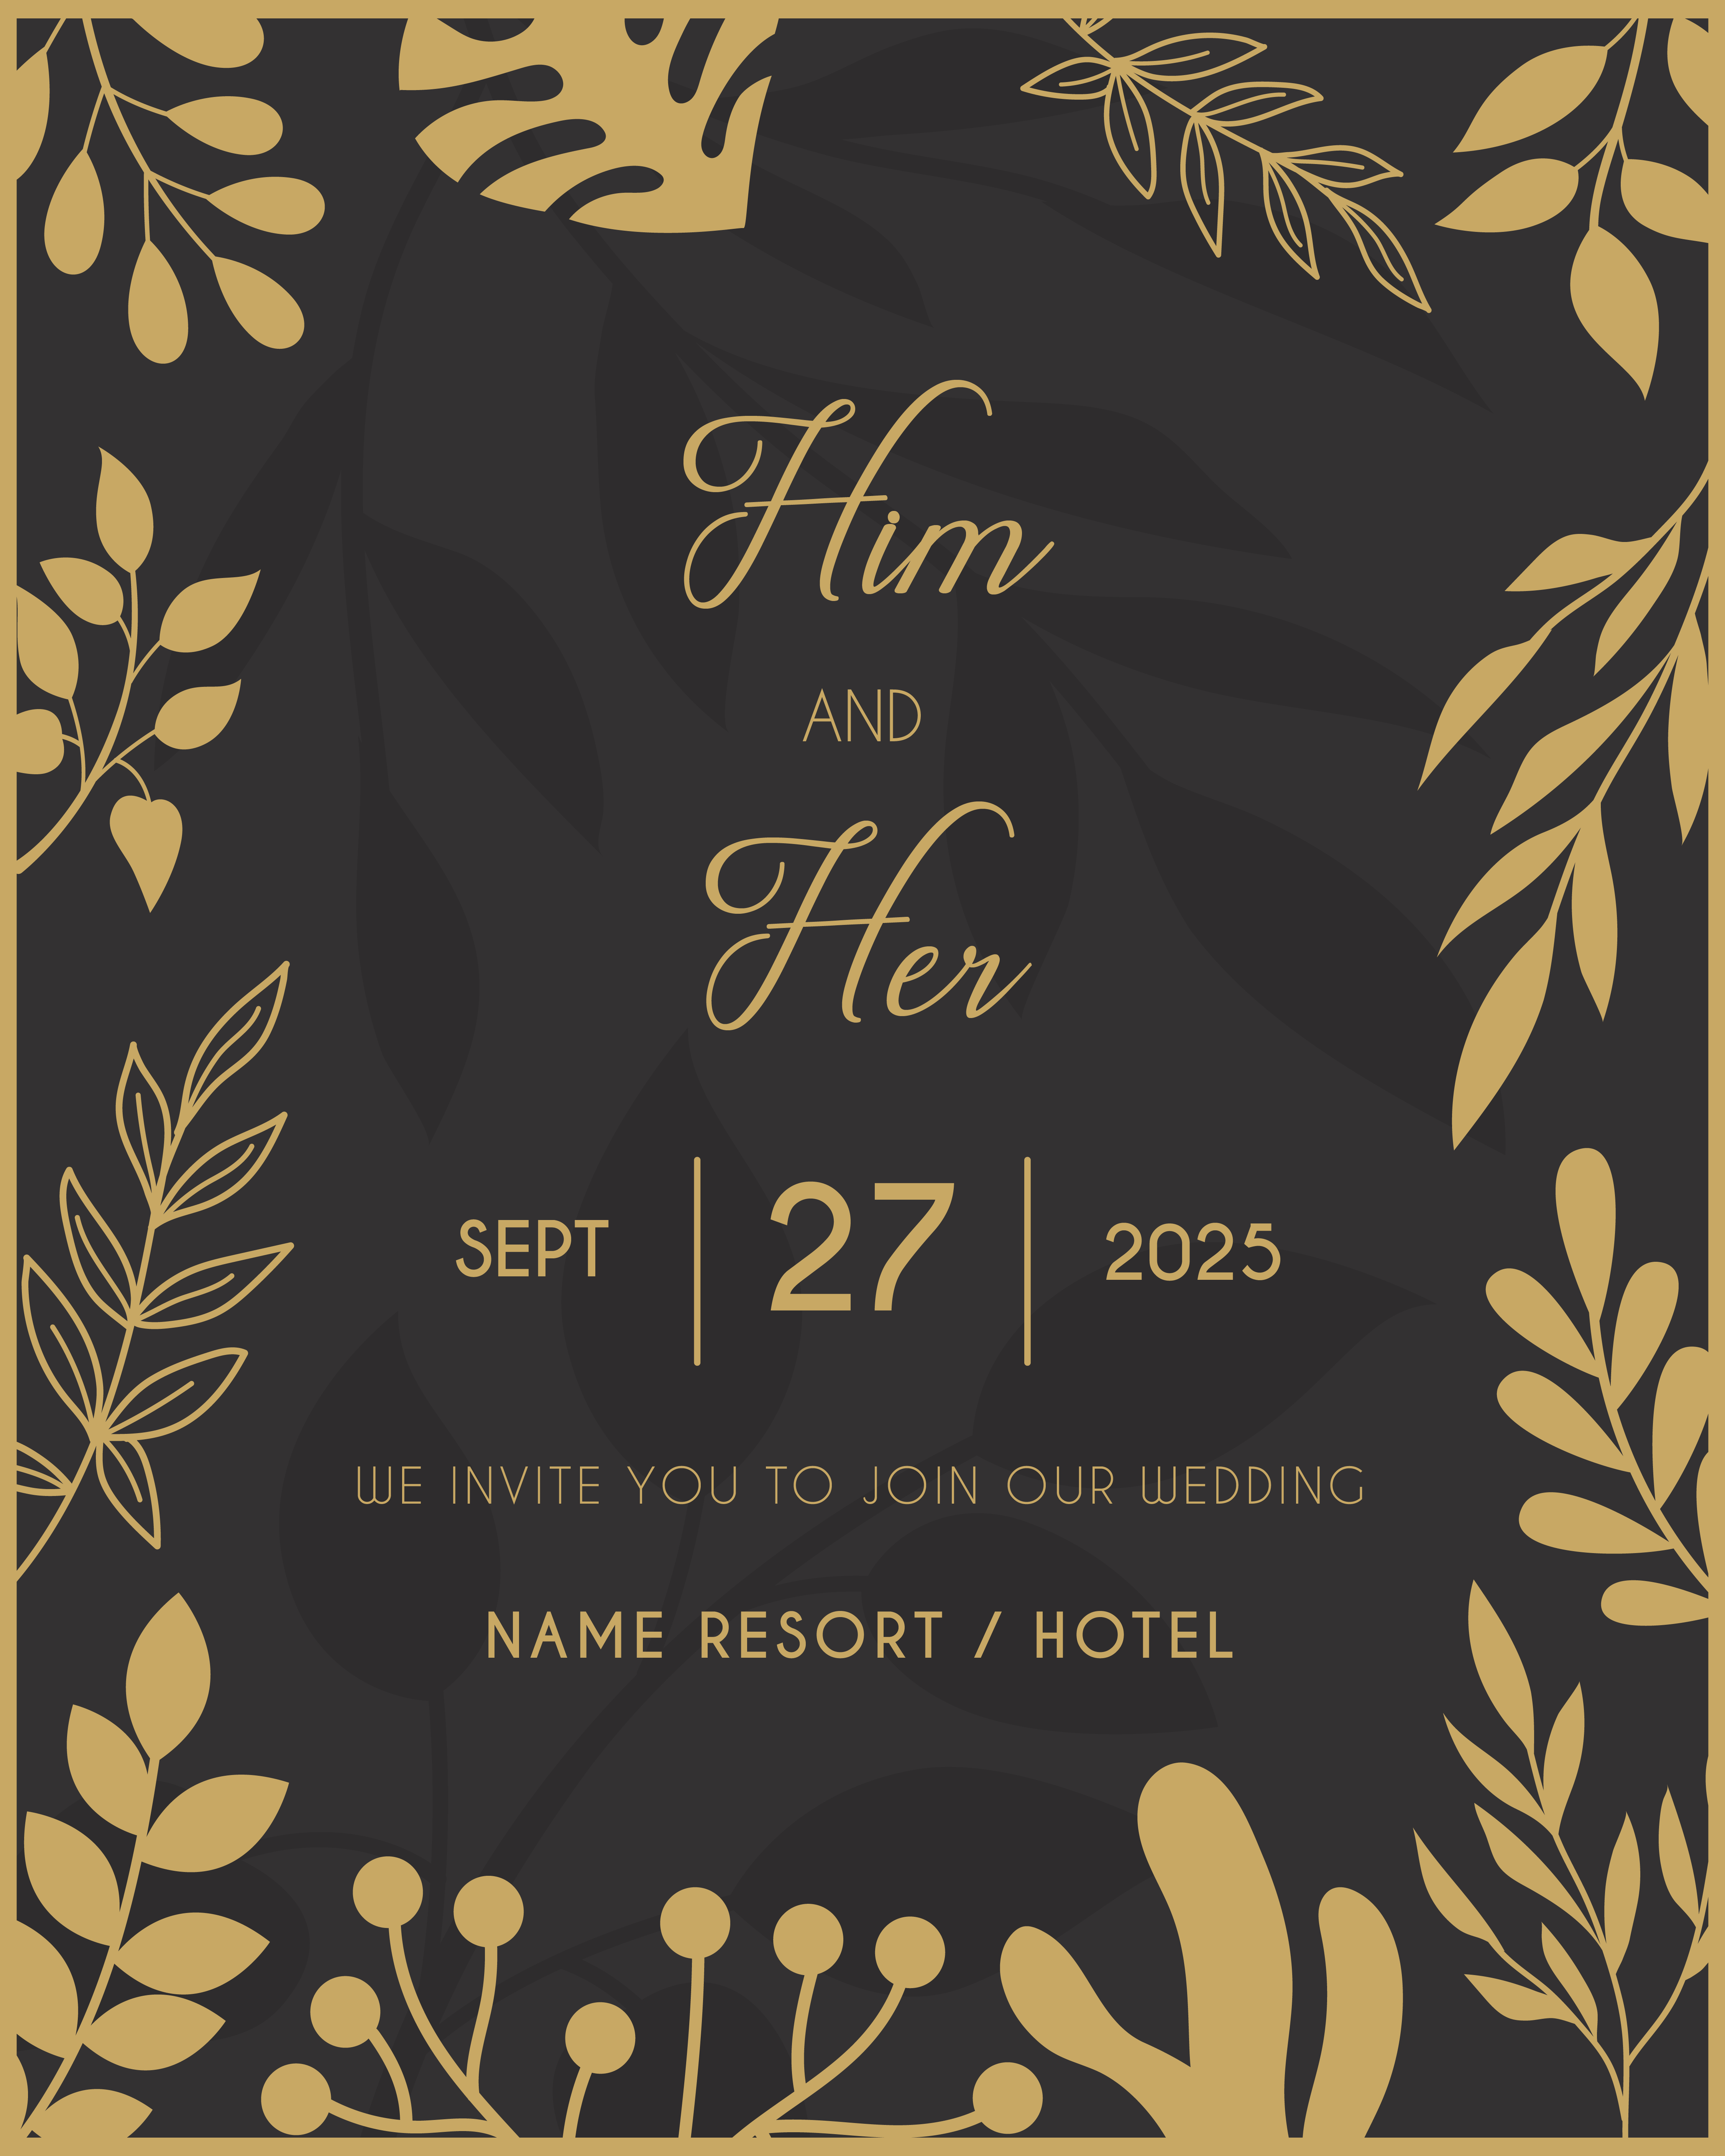 Him
AND
Her
SEPT | 27 | 2025
WE INVITE YOU TO JOIN OUR WEDDING
NAME RESORT / HOTEL